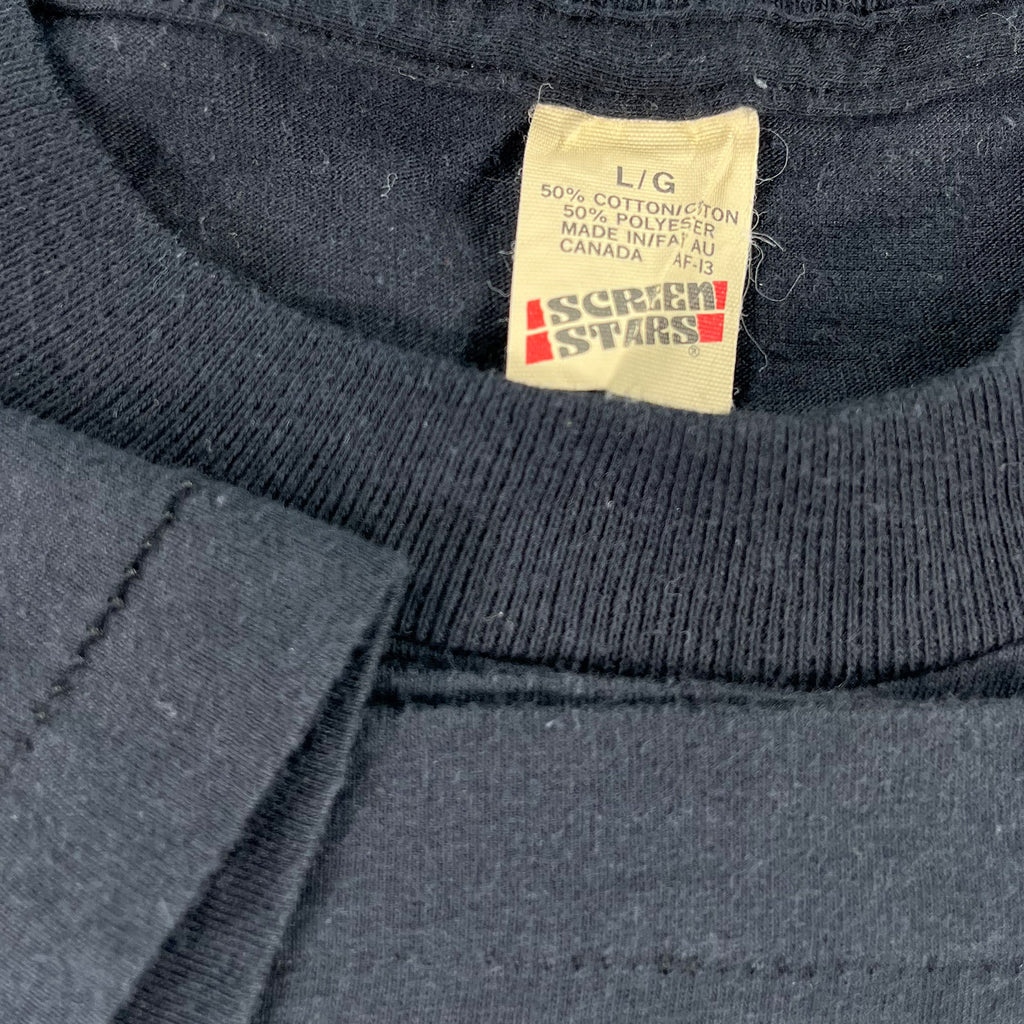 L/G
50% COTTON/COTON
50% POLYESTER
MADE IN/FAIT AU
CANADA AF-13
SCREEN
STARS®